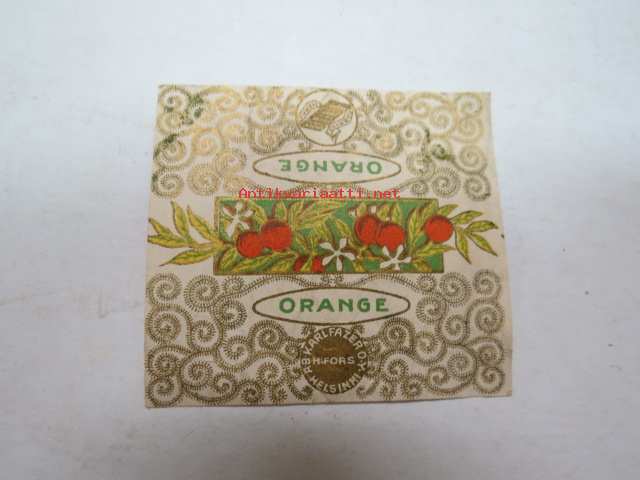 ORANGE
Antikvariaatti.net
ORANGE
A.B. KARL FAZER O.Y.
H:FORS
HELSINKI